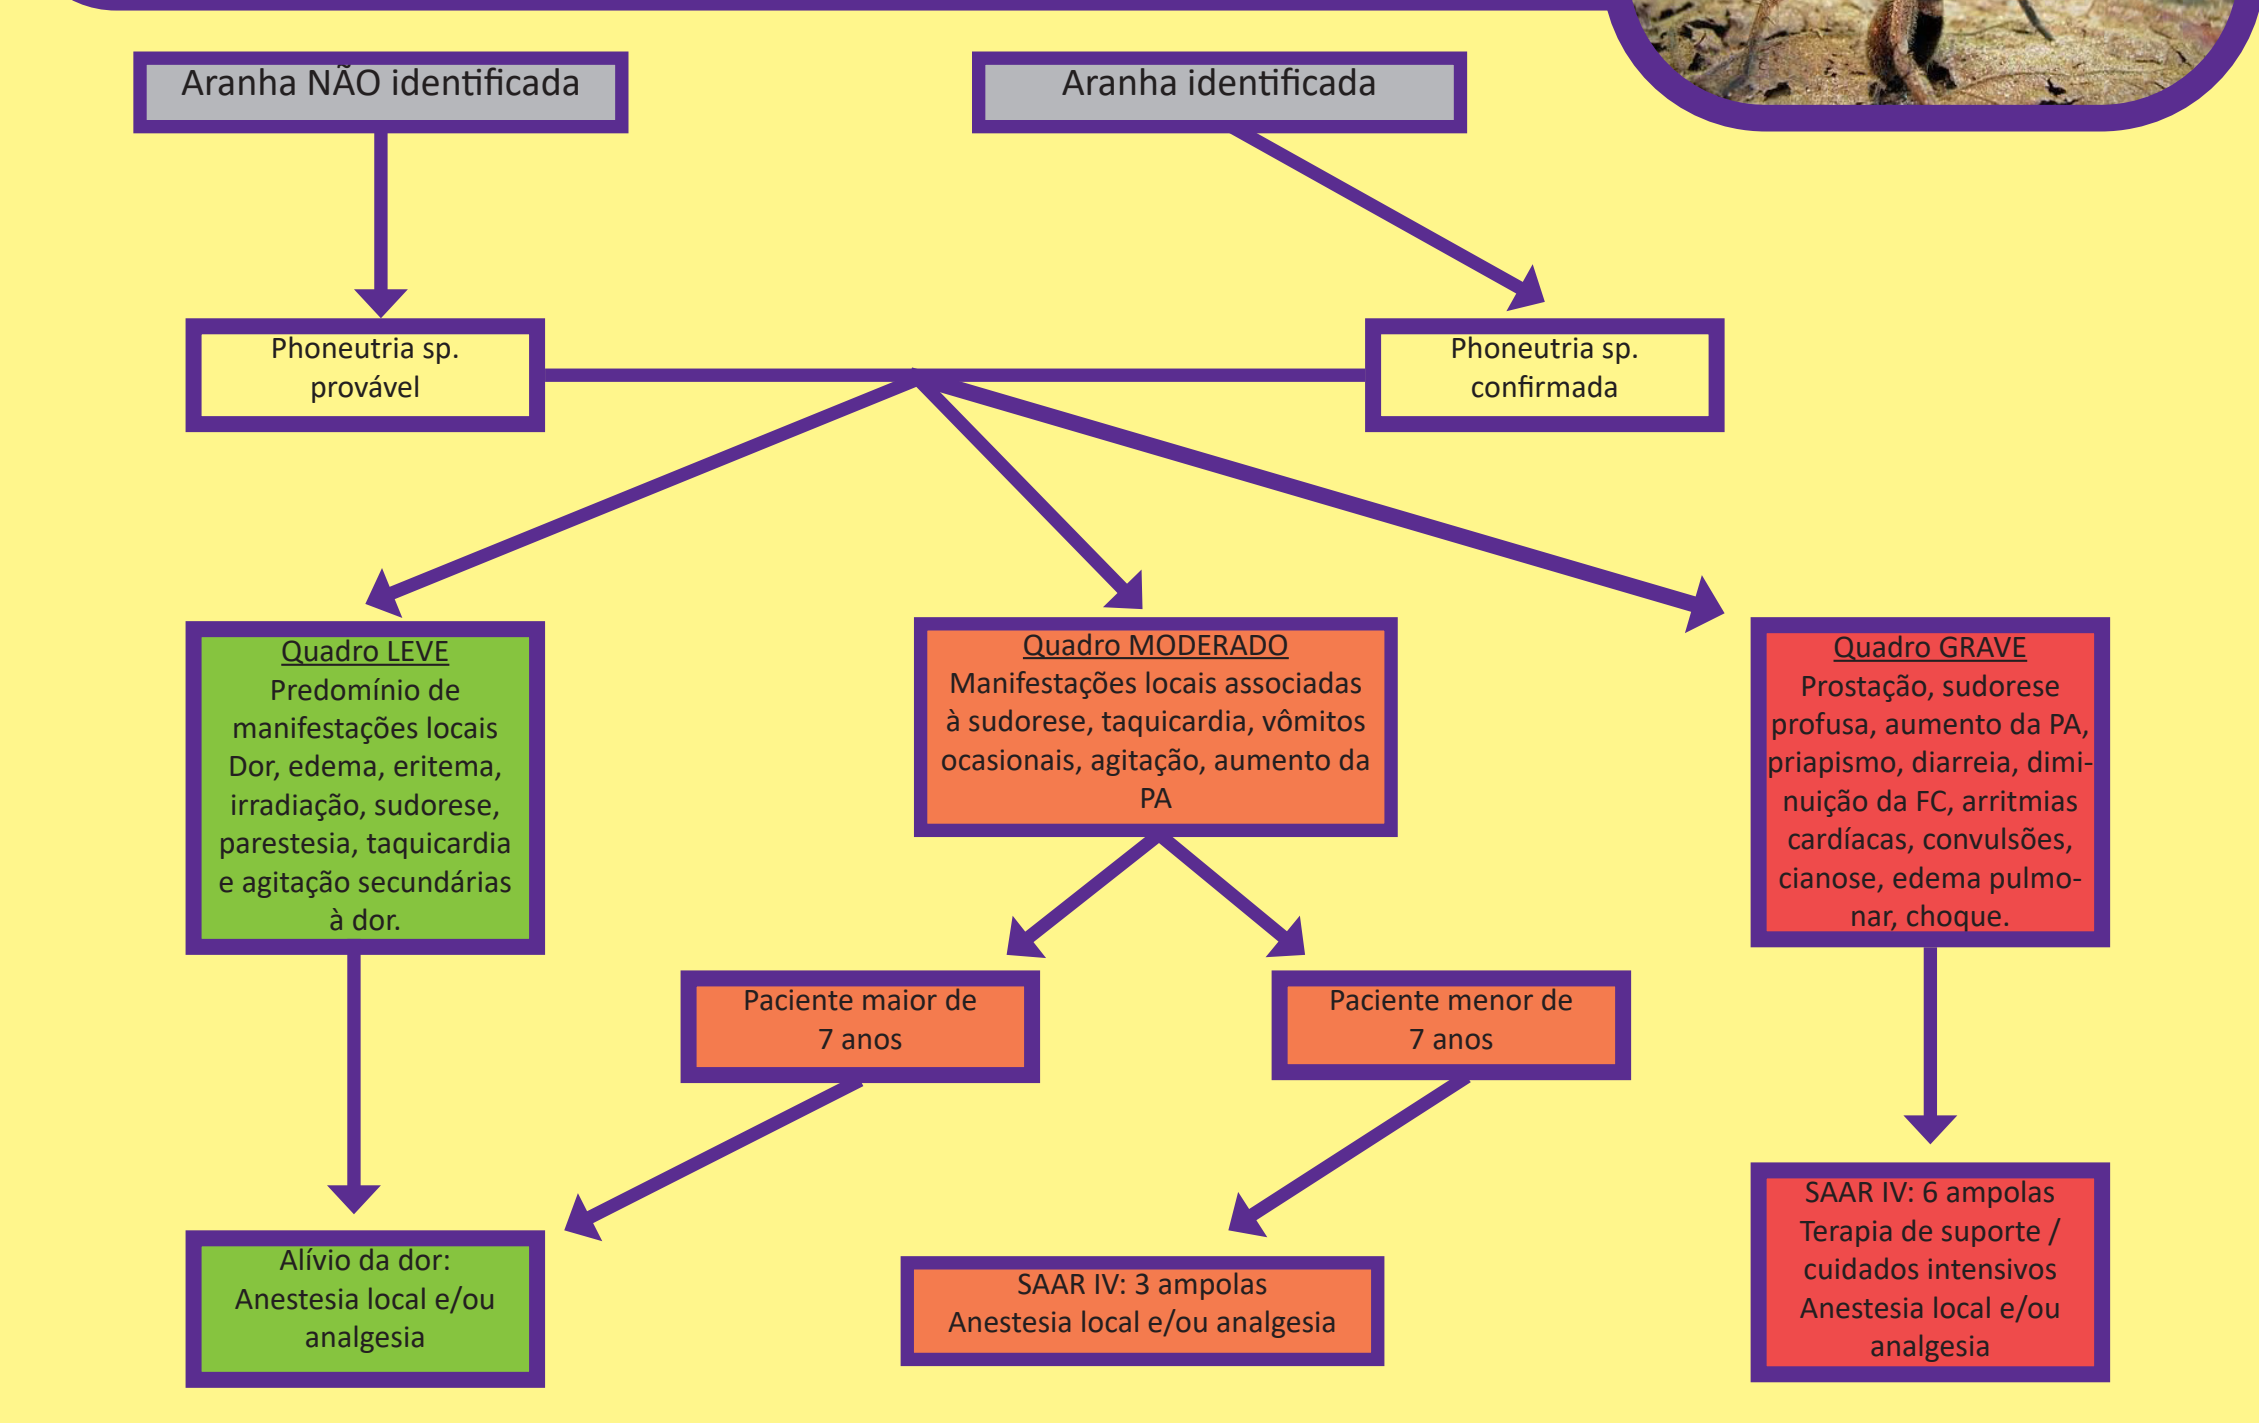 Aranha NÃO identificada
Aranha identificada
Phoneutria sp.
provável
Phoneutria sp.
confirmada
Quadro LEVE
Predomínio de
manifestações locais
Dor, edema, eritema,
irradiação, sudorese,
parestesia, taquicardia
e agitação secundárias
à dor.
Quadro MODERADO
Manifestações locais associadas
à sudorese, taquicardia, vômitos
ocasionais, agitação, aumento da
PA
Quadro GRAVE
Prostação, sudorese
profusa, aumento da PA,
priapismo, diarreia, dimi-
nuição da FC, arritmias
cardíacas, convulsões,
cianose, edema pulmo-
nar, choque.
Paciente maior de
7 anos
Paciente menor de
7 anos
Alívio da dor:
Anestesia local e/ou
analgesia
SAAR IV: 3 ampolas
Anestesia local e/ou analgesia
SAAR IV: 6 ampolas
Terapia de suporte /
cuidados intensivos
Anestesia local e/ou
analgesia